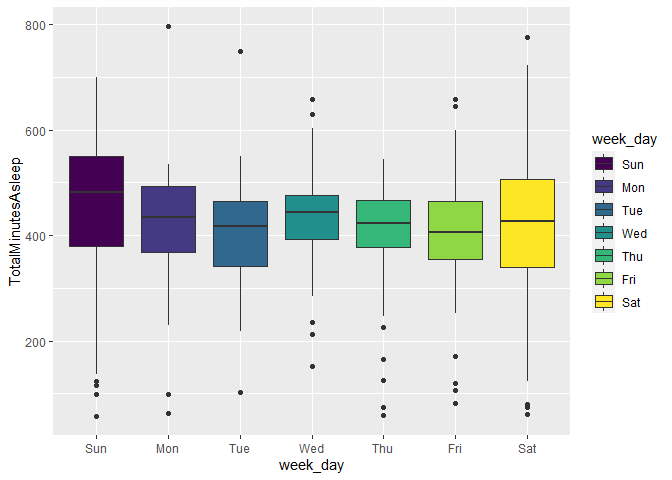 800
600
400
200
TotalMinutesAsleep
Sun Mon Tue Wed Thu Fri Sat
week_day
week_day
Sun
Mon
Tue
Wed
Thu
Fri
Sat